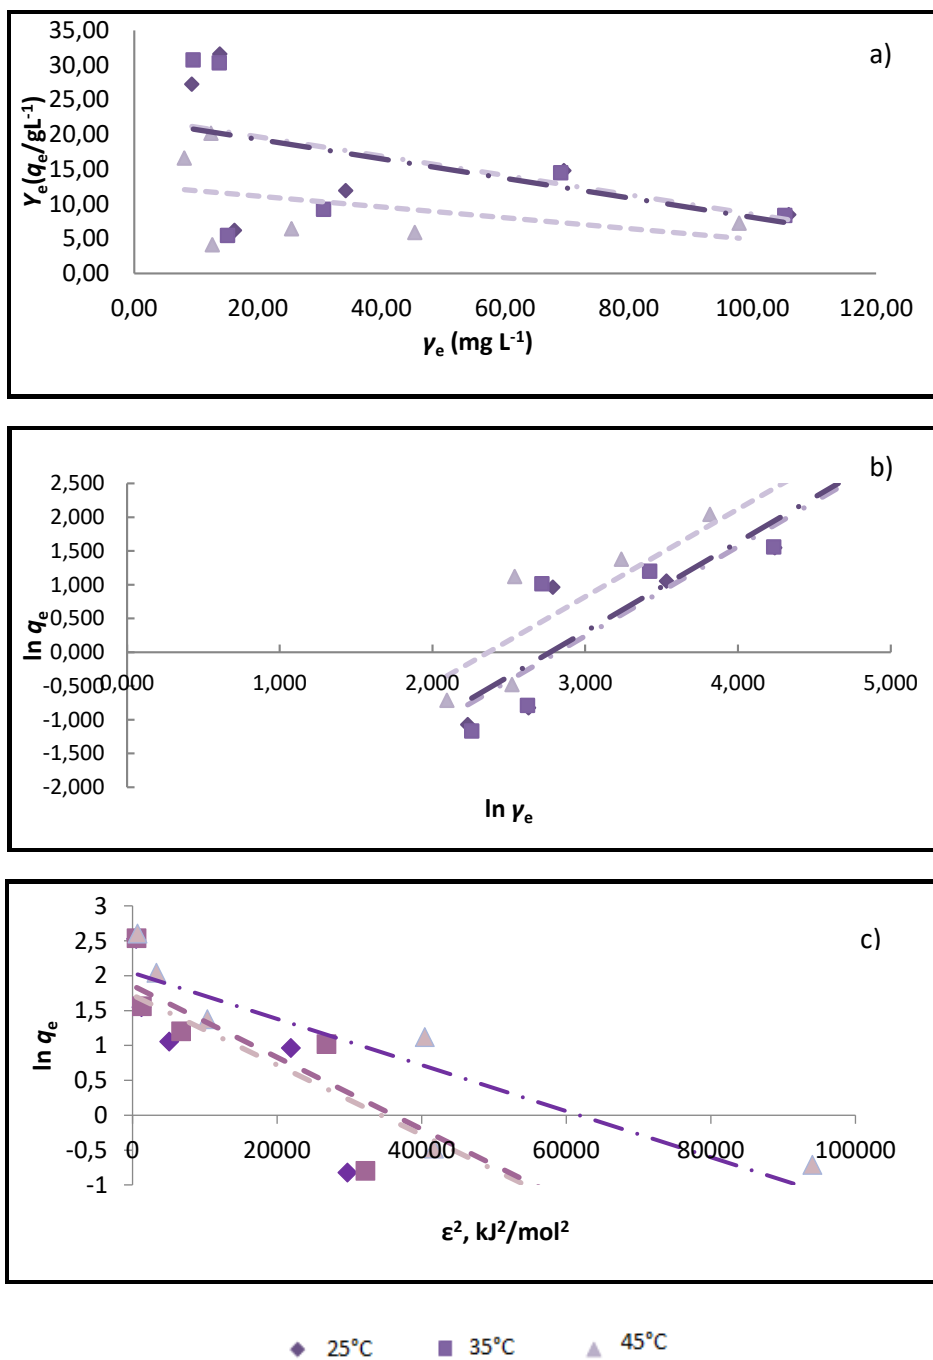 a)
35,00
30,00
25,00
20,00
15,00
10,00
5,00
0,00
Yₑ(qₑ/gL⁻¹)
0,00 20,00 40,00 60,00 80,00 100,00 120,00
γₑ (mg L⁻¹)
b)
2,500
2,000
1,500
1,000
0,500
0,000
-0,500
-1,000
-1,500
-2,000
ln qₑ
0,000 1,000 2,000 3,000 4,000 5,000
ln γₑ
c)
3
2,5
2
1,5
1
0,5
0
-0,5
-1
ln qₑ
0 20000 40000 60000 80000 100000
ε², kJ²/mol²
25°C 35°C 45°C